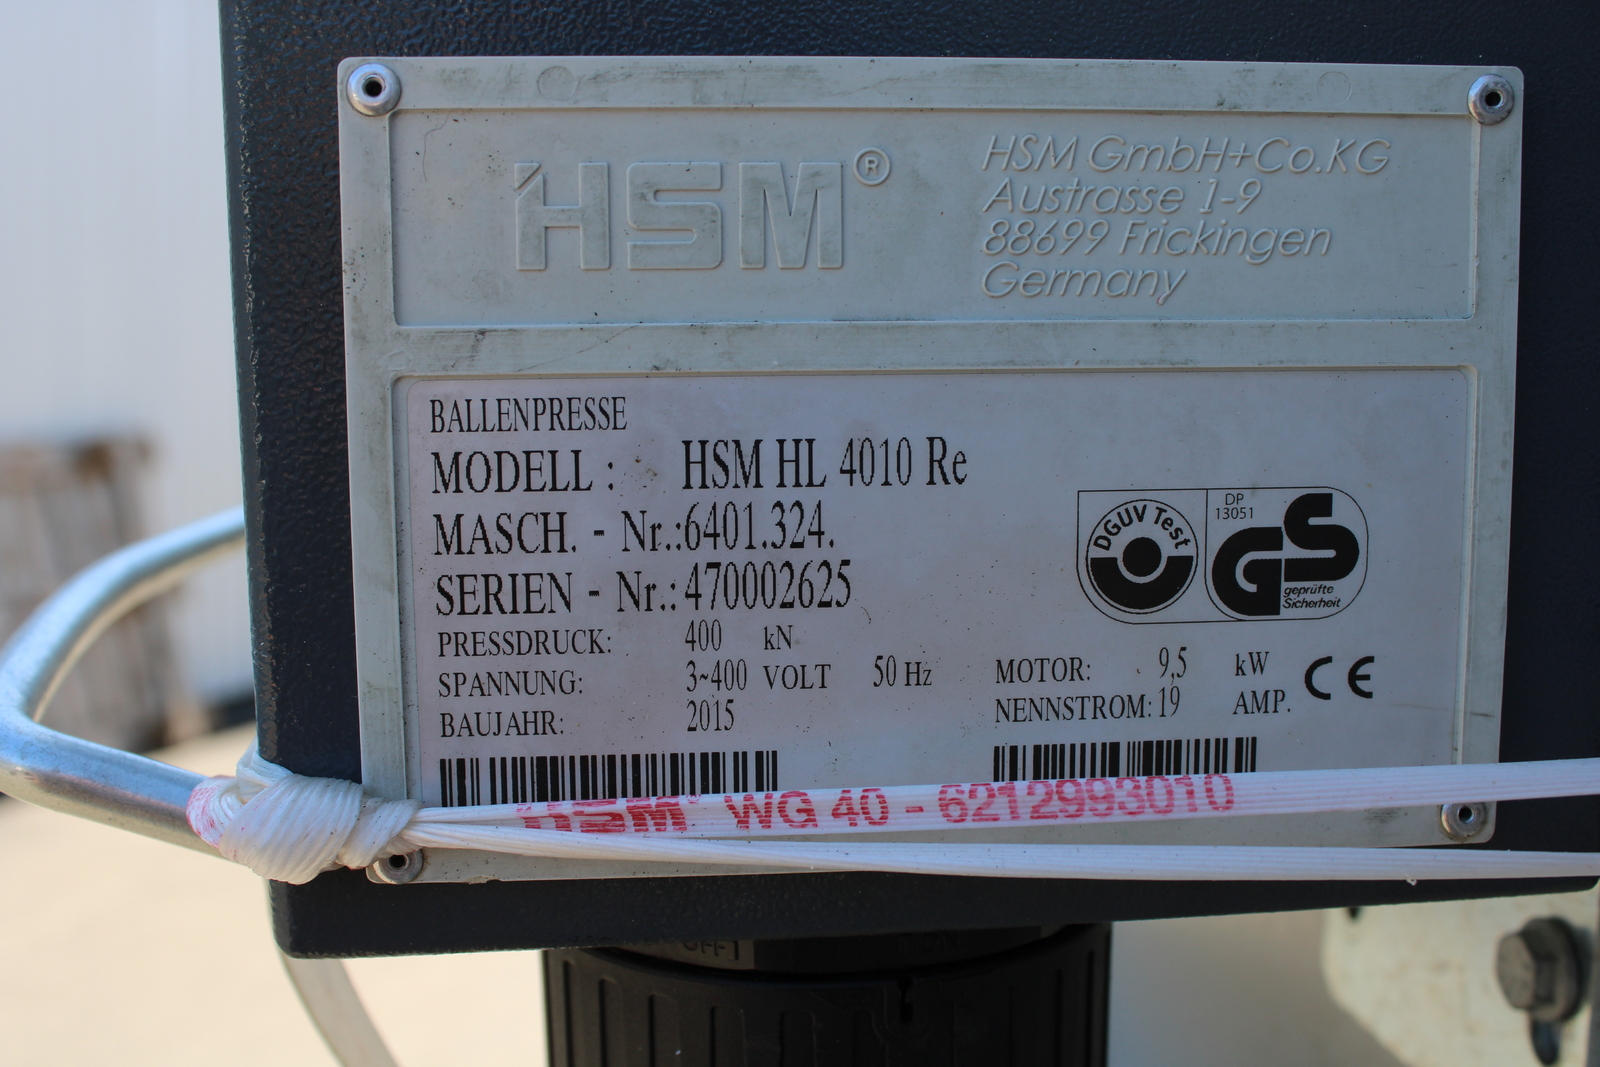 HSM®
HSM GmbH+Co.KG
Austrasse 1-9
88699 Frickingen
Germany
BALLENPRESSE
MODELL : HSM HL 4010 Re
MASCH. - Nr.:6401.324.
SERIEN - Nr.:470002625
PRESSDRUCK: 400 kN
SPANNUNG: 3~400 VOLT 50 Hz
BAUJAHR: 2015
DGUV Test
DP
13051
GS
geprüfte
Sicherheit
MOTOR: 9,5 kW
NENNSTROM: 19 AMP.
CE
HSM WG 40 - 6212993010
OFF]